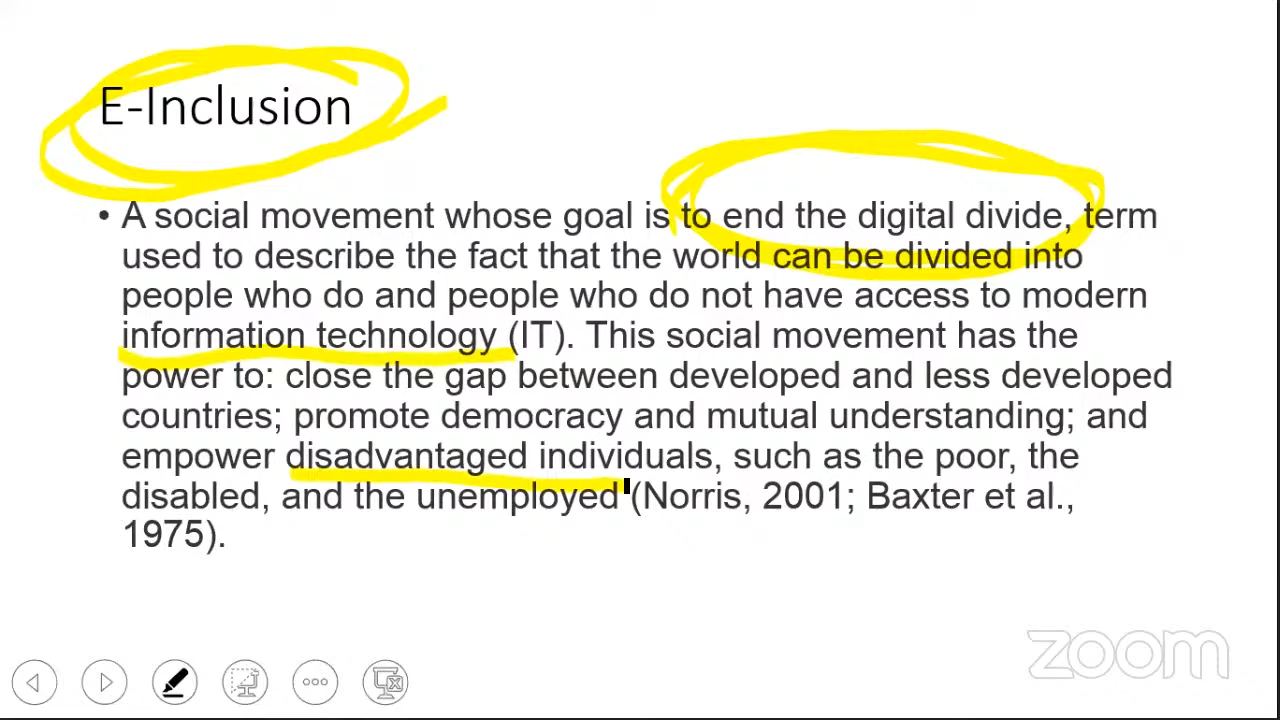 E-Inclusion
• A social movement whose goal is to end the digital divide, term
used to describe the fact that the world can be divided into
people who do and people who do not have access to modern
information technology (IT). This social movement has the
power to: close the gap between developed and less developed
countries; promote democracy and mutual understanding; and
empower disadvantaged individuals, such as the poor, the
disabled, and the unemployed (Norris, 2001; Baxter et al.,
1975).
zoom